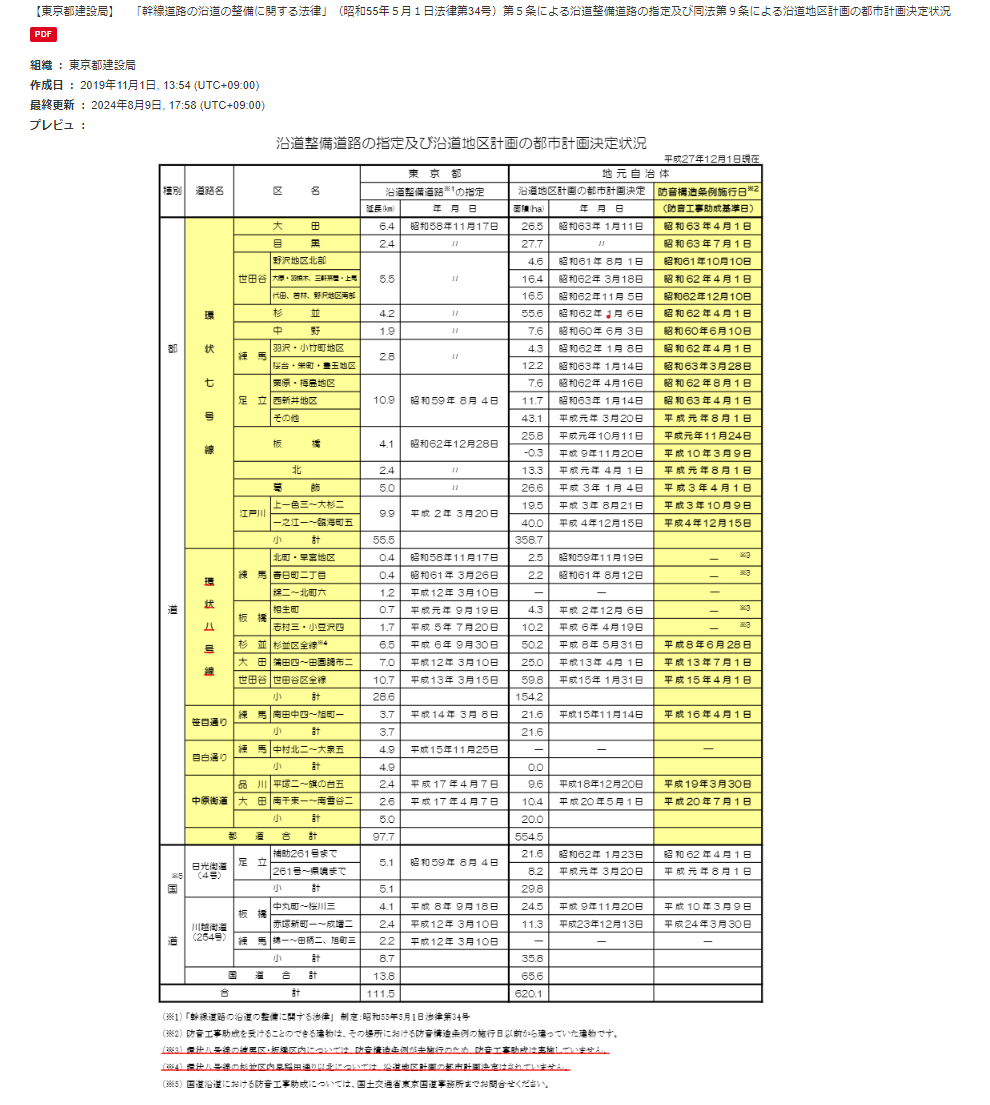 【東京都建設局】　「幹線道路の沿道の整備に関する法律」（昭和55年５月１日法律第34号）第５条による沿道整備道路の指定及び同法第９条による沿道地区計画の都市計画決定状況
PDF
組織 ： 東京都建設局
作成日 ： 2019年11月1日, 13:54 (UTC+09:00)
最終更新 ： 2024年8月9日, 17:58 (UTC+09:00)
プレビュー ：
沿道整備道路の指定及び沿道地区計画の都市計画決定状況
平成27年12月1日現在
種別 道路名 区　名 東京都 地元自治体
沿道整備道路※1の指定 沿道地区計画の都市計画決定 防音構造条例施行日※2
延長(km) 年　月　日 面積(ha) 年　月　日 （防音工事助成基準日）
都道 環状七号線 大田 6.4 昭和58年11月17日 26.5 昭和63年 1月11日 昭和63年4月1日
目黒 2.4 〃 27.7 〃 昭和63年7月1日
世田谷 野沢地区北部 5.5 〃 4.6 昭和61年 8月 1日 昭和61年10月10日
大原・羽根木、三軒茶屋・上馬 16.4 昭和62年 3月18日 昭和62年4月1日
代田、若林、野沢地区南部 16.5 昭和62年11月 5日 昭和62年12月10日
杉並 4.2 〃 55.6 昭和62年 1月 6日 昭和62年4月1日
中野 1.9 〃 7.6 昭和60年 6月 3日 昭和60年6月10日
練馬 羽沢・小竹町地区 2.8 〃 4.3 昭和62年 1月 8日 昭和62年4月1日
桜台・栄町・豊玉地区 12.2 昭和63年 1月14日 昭和63年3月28日
足立 栗原・梅島地区 10.9 昭和59年 8月 4日 7.6 昭和62年 4月16日 昭和62年8月1日
西新井地区 11.7 昭和63年 1月14日 昭和63年4月1日
その他 43.1 平成元年 3月20日 平成元年8月1日
板橋 4.1 昭和62年12月28日 25.8 平成元年10月11日 平成元年11月24日
-0.3 平成 9年11月20日 平成10年3月9日
北 2.4 〃 13.3 平成元年 4月 1日 平成元年8月1日
葛飾 5.0 〃 26.6 平成 3年 1月 4日 平成3年4月1日
江戸川 上一色三～大杉二 9.9 平成 2年 3月20日 19.5 平成 3年 8月21日 平成3年10月9日
一之江一～臨海町五 40.0 平成 4年12月15日 平成4年12月15日
小計 55.5 358.7
環状八号線 練馬 北町・早宮地区 0.4 昭和58年11月17日 2.5 昭和59年11月19日 ― ※3
春日町二丁目 0.4 昭和61年 3月26日 2.2 昭和61年 8月12日 ― ※3
錦二～北町六 1.2 平成12年 3月10日 ― ―
板橋 相生町 0.7 平成元年 9月19日 4.3 平成 2年12月 6日 ― ※3
志村三・小豆沢四 1.7 平成 5年 7月20日 10.2 平成 6年 4月19日 ― ※3
杉並 杉並区全線※4 6.5 平成 6年 9月30日 50.2 平成 8年 5月31日 平成8年6月28日
大田 蒲田四～田園調布二 7.0 平成12年 3月10日 25.0 平成13年 4月 1日 平成13年7月1日
世田谷 世田谷区全線 10.7 平成13年 3月15日 59.8 平成15年 1月31日 平成15年4月1日
小計 28.6 154.2
笹目通り 練馬 南田中四～旭町一 3.7 平成14年 3月 8日 21.6 平成15年11月14日 平成16年4月1日
小計 3.7 21.6
目白通り 練馬 中村北二～大泉五 4.9 平成15年11月25日 ― ― ―
小計 4.9 0.0
中原街道 品川 平塚二～旗の台五 2.4 平成17年4月7日 9.6 平成18年12月20日 平成19年3月30日
大田 南千束一～南雪谷二 2.6 平成17年4月7日 10.4 平成20年5月1日 平成20年7月1日
小計 5.0 20.0
都道合計 97.7 554.5
※5 国道 日光街道（4号） 足立 補助261号まで 5.1 昭和59年 8月 4日 21.6 昭和62年 1月23日 昭和62年4月1日
261号～県境まで 8.2 平成元年 3月20日 平成元年8月1日
小計 5.1 29.8
川越街道（254号） 板橋 中丸町～桜川三 4.1 平成 8年 9月18日 24.5 平成 9年11月20日 平成10年3月9日
赤塚新町一～成増二 2.4 平成12年 3月10日 11.3 平成23年12月13日 平成24年3月30日
練馬 錦一～田柄二、旭町三 2.2 平成12年 3月10日 ― ― ―
小計 8.7 35.8
国道合計 13.8 65.6
合計 111.5 620.1
（※1）「幹線道路の沿道の整備に関する法律」 制定：昭和55年5月1日法律第34号
（※2） 防音工事助成を受けることのできる建物は、その場所における防音構造条例の施行日以前から建っていた建物です。
（※3） 環状八号線の練馬区・板橋区内については、防音構造条例が未施行のため、防音工事助成は実施していません。
（※4） 環状八号線の杉並区内早稲田通り以北については、沿道地区計画の都市計画決定はされていません。
（※5） 国道沿道における防音工事助成については、国土交通省東京国道事務所までお問合せください。